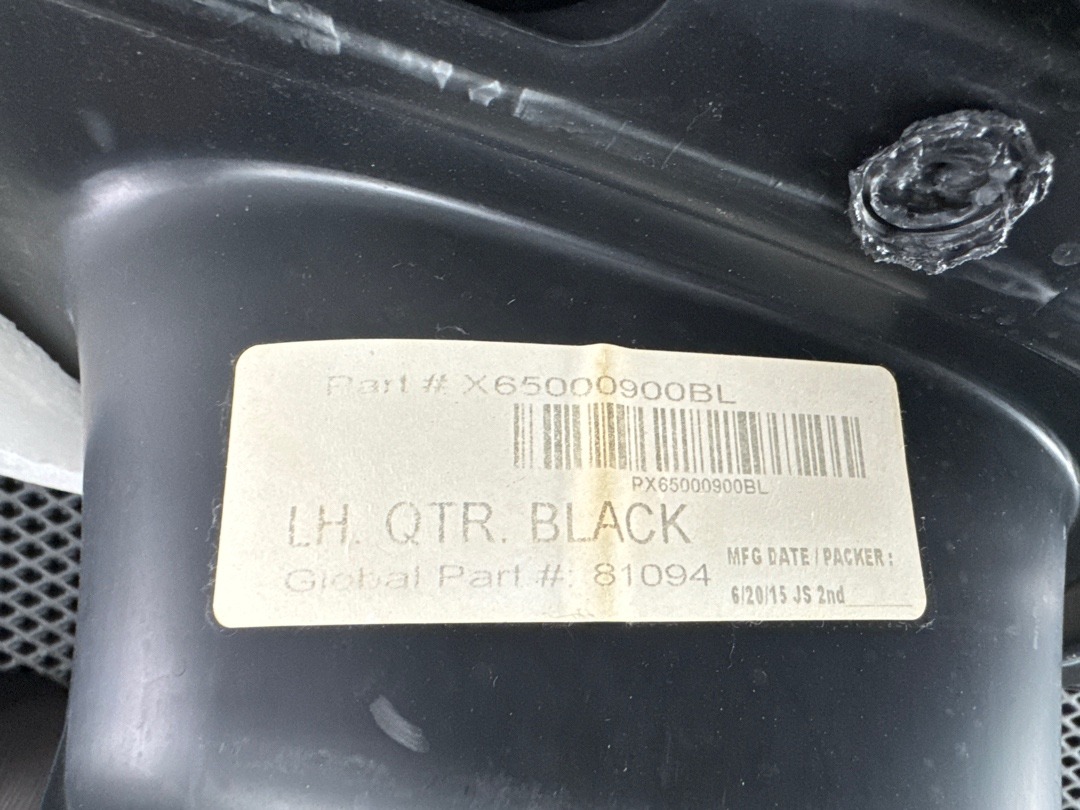 Part # X65000900BL
PX65000900BL
LH. QTR. BLACK
Global Part #: 81094
MFG DATE / PACKER :
6/20/15 JS 2nd